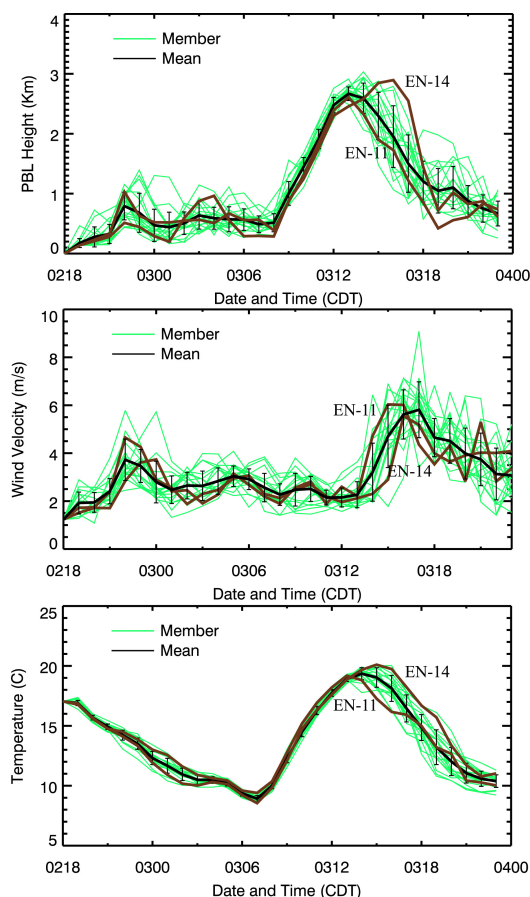 4
Member
Mean
3
EN-14
2
EN-11
1
0
PBL Height (Km)
0218 0300 0306 0312 0318 0400
Date and Time (CDT)
10
Member
Mean
8
6
EN-11
4
EN-14
2
0
Wind Velocity (m/s)
0218 0300 0306 0312 0318 0400
Date and Time (CDT)
25
Member
Mean
20
EN-14
EN-11
15
10
5
Temperature (C)
0218 0300 0306 0312 0318 0400
Date and Time (CDT)